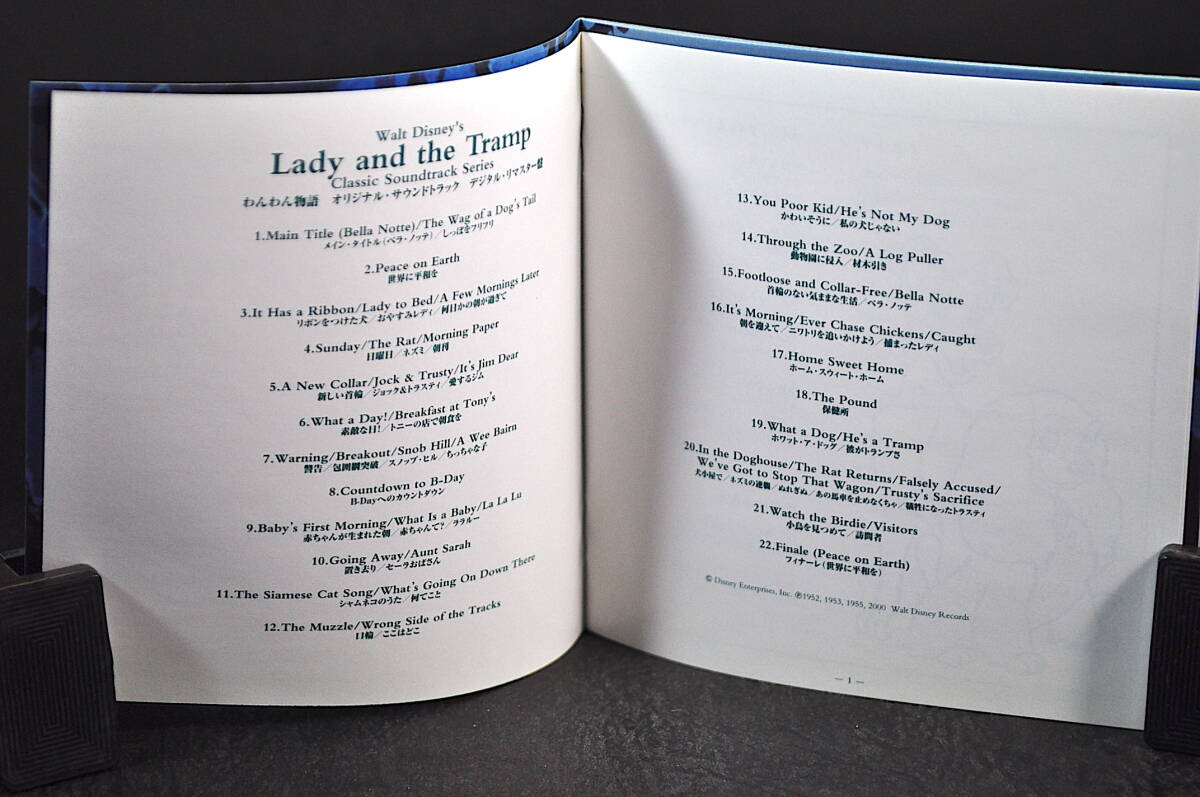 Walt Disney's
Lady and the Tramp
Classic Soundtrack Series
わんわん物語　オリジナル・サウンドトラック　デジタル・リマスター盤
1.Main Title (Bella Notte)/The Wag of a Dog's Tail
メイン・タイトル(ベラ・ノッテ)/しっぽをフリフリ
2.Peace on Earth
世界に平和を
3.It Has a Ribbon/Lady to Bed/A Few Mornings Later
リボンをつけた犬/おやすみレディ/何日かの朝が過ぎて
4.Sunday/The Rat/Morning Paper
日曜日/ネズミ/朝刊
5.A New Collar/Jock & Trusty/It's Jim Dear
新しい首輪/ジョック&トラスティ/愛するジム
6.What a Day!/Breakfast at Tony's
素敵な日!/トニーの店で朝食を
7.Warning/Breakout/Snob Hill/A Wee Bairn
警告/包囲網突破/スノッブ・ヒル/ちっちゃな子
8.Countdown to B-Day
B-Dayへのカウントダウン
9.Baby's First Morning/What Is a Baby/La La Lu
赤ちゃんが生まれた朝/赤ちゃんて?/ララルー
10.Going Away/Aunt Sarah
置き去り/セーラおばさん
11.The Siamese Cat Song/What's Going On Down There
シャムネコのうた/何てこと
12.The Muzzle/Wrong Side of the Tracks
口輪/ここはどこ
13.You Poor Kid/He's Not My Dog
かわいそうに/私の犬じゃない
14.Through the Zoo/A Log Puller
動物園に侵入/材木引き
15.Footloose and Collar-Free/Bella Notte
首輪のない気ままな生活/ベラ・ノッテ
16.It's Morning/Ever Chase Chickens/Caught
朝を迎えて/ニワトリを追いかけよう/捕まったレディ
17.Home Sweet Home
ホーム・スウィート・ホーム
18.The Pound
保健所
19.What a Dog/He's a Tramp
ホワット・ア・ドッグ/彼がトランプさ
20.In the Doghouse/The Rat Returns/Falsely Accused/
We've Got to Stop That Wagon/Trusty's Sacrifice
犬小屋で/ネズミの逆襲/ぬれぎぬ/あの馬車を止めなくちゃ/犠牲になったトラスティ
21.Watch the Birdie/Visitors
小鳥を見つめて/訪問者
22.Finale (Peace on Earth)
フィナーレ(世界に平和を)
© Disney Enterprises, Inc. ℗1952, 1953, 1955, 2000 Walt Disney Records
— 1 —